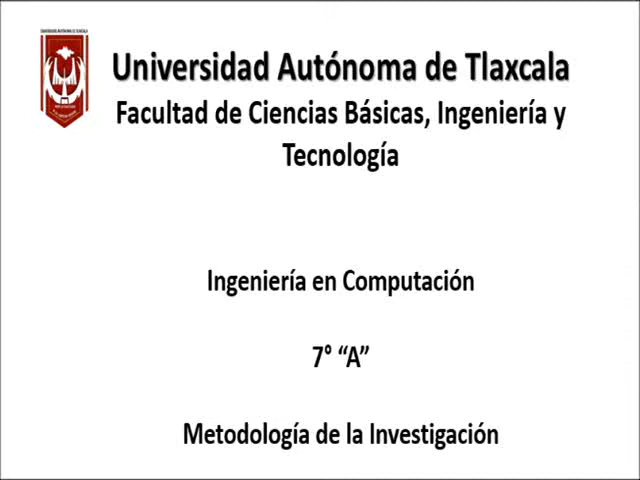 Universidad Autónoma de Tlaxcala
Facultad de Ciencias Básicas, Ingeniería y
Tecnología
Ingeniería en Computación
7° “A”
Metodología de la Investigación